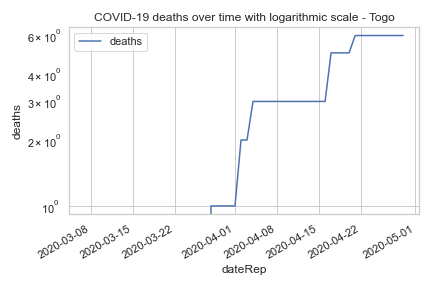 COVID-19 deaths over time with logarithmic scale - Togo
deaths
6 × 10⁰
4 × 10⁰
3 × 10⁰
2 × 10⁰
10⁰
deaths
2020-03-08
2020-03-15
2020-03-22
2020-04-01
2020-04-08
2020-04-15
2020-04-22
2020-05-01
dateRep